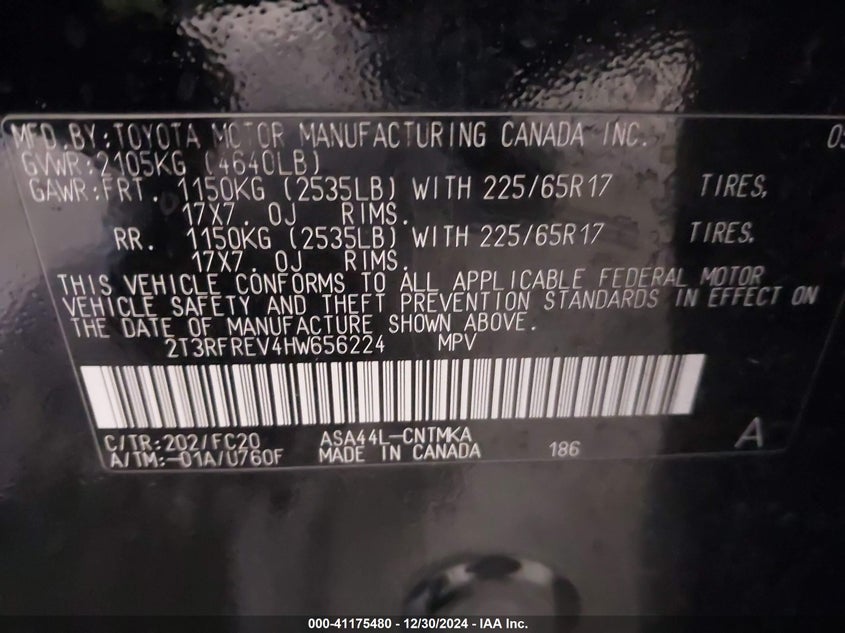 MFD.BY:TOYOTA MOTOR MANUFACTURING CANADA INC.
GVWR:2105KG (4640LB)
GAWR:FRT. 1150KG (2535LB) WITH 225/65R17 TIRES,
17X7.0J RIMS.
RR. 1150KG (2535LB) WITH 225/65R17 TIRES,
17X7.0J RIMS.
THIS VEHICLE CONFORMS TO ALL APPLICABLE FEDERAL MOTOR
VEHICLE SAFETY AND THEFT PREVENTION STANDARDS IN EFFECT ON
THE DATE OF MANUFACTURE SHOWN ABOVE.
2T3RFREV4HW656224 MPV
C/TR:202/FC20 ASA44L-CNTMKA
A/TM:-01A/U760F MADE IN CANADA 186 A
000-41175480 - 12/30/2024 - IAA Inc.